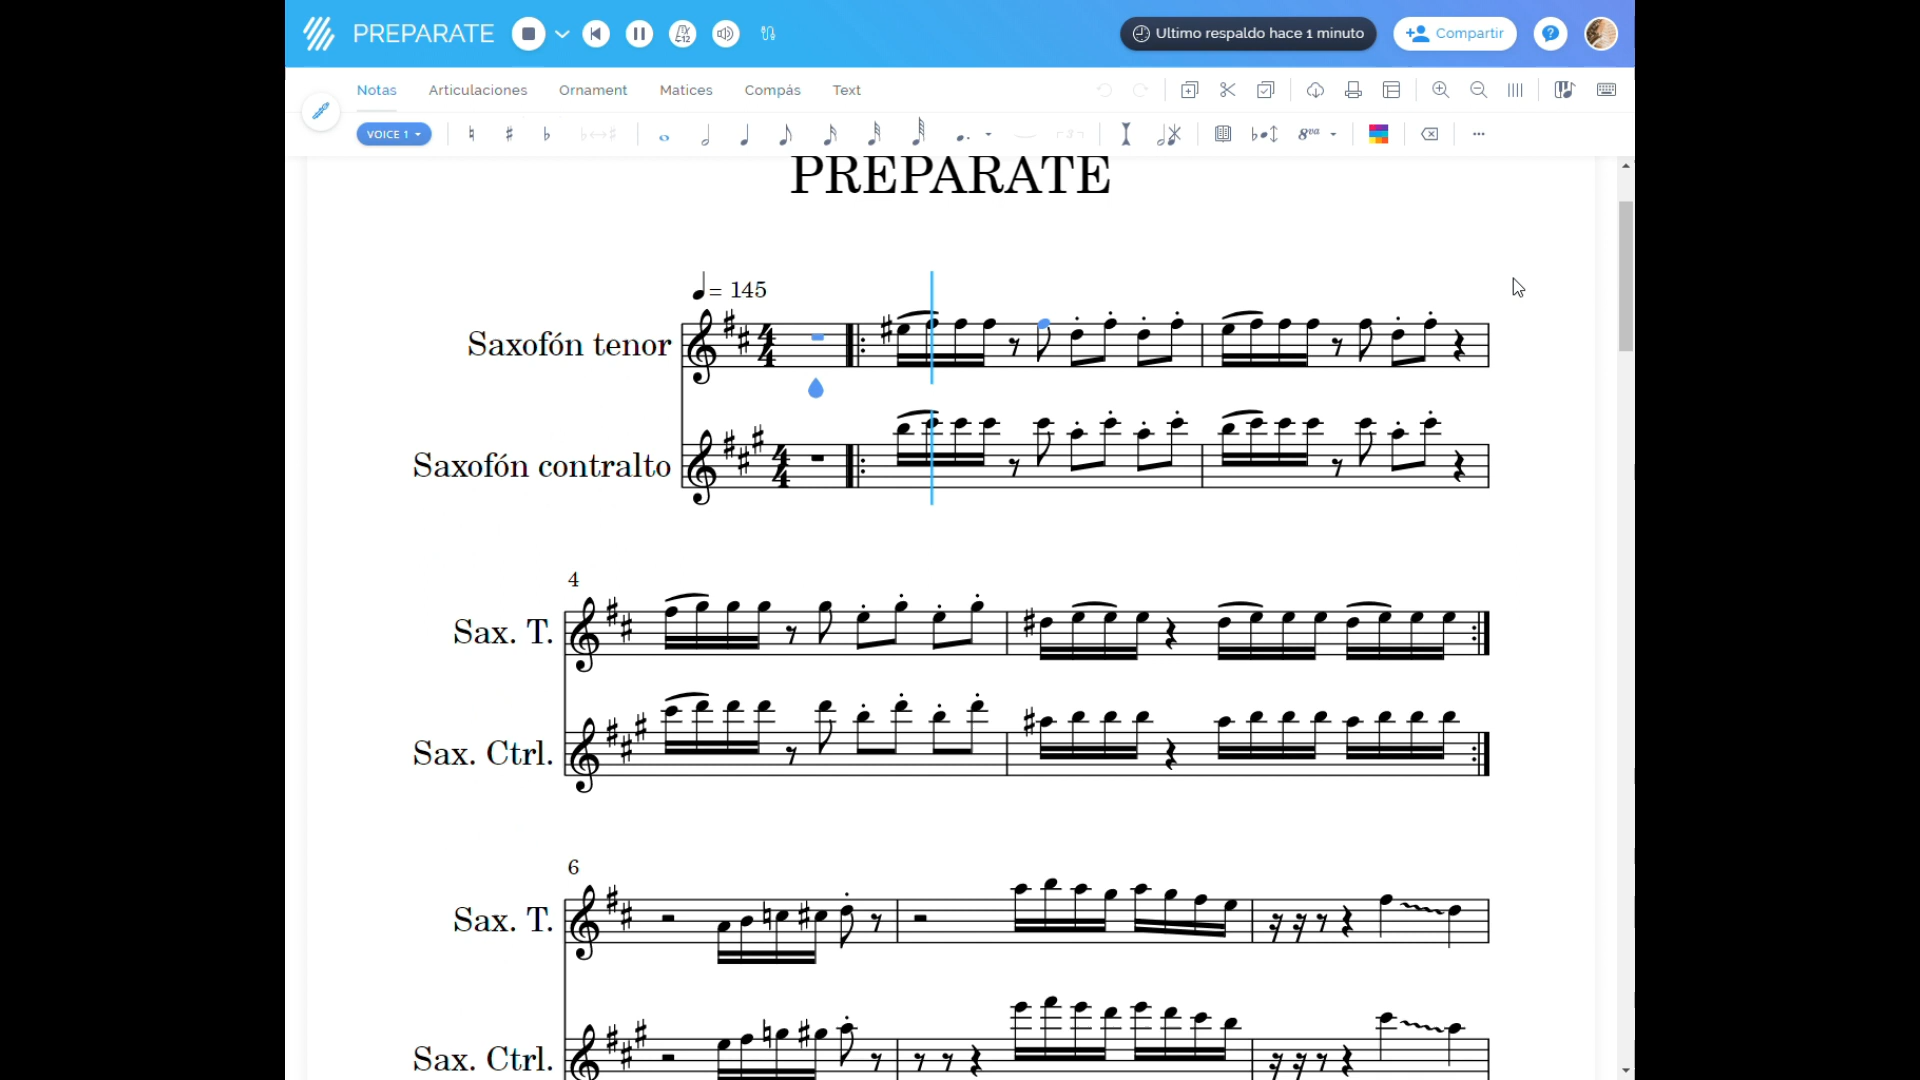 PREPARATE
Ultimo respaldo hace 1 minuto
Compartir
Notas Articulaciones Ornament Matices Compás Text
VOICE 1
8va
PREPARATE
= 145
Saxofón tenor
Saxofón contralto
4
Sax. T.
Sax. Ctrl.
6
Sax. T.
Sax. Ctrl.